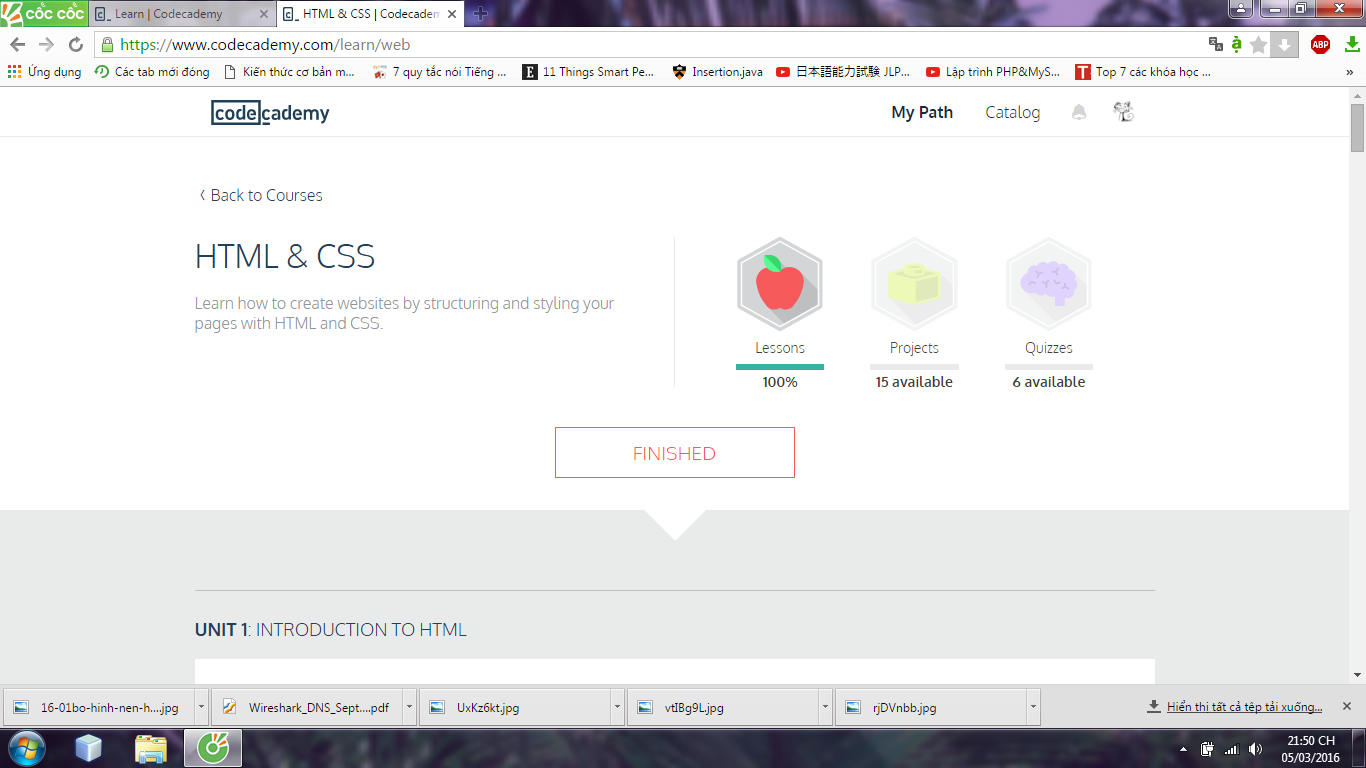 CỐC CỐC
Learn | Codecademy
HTML & CSS | Codecadem
https://www.codecademy.com/learn/web
ABP
Ứng dụng
Các tab mới đóng
Kiến thức cơ bản m...
7 quy tắc nói Tiếng ...
11 Things Smart Pe...
Insertion.java
日本語能力試験 JLP...
Lập trình PHP&MyS...
Top 7 các khóa học ...
»
codecademy
My Path
Catalog
Back to Courses
HTML & CSS
Learn how to create websites by structuring and styling your
pages with HTML and CSS.
Lessons
Projects
Quizzes
100%
15 available
6 available
FINISHED
UNIT 1: INTRODUCTION TO HTML
16-01bo-hinh-nen-h....jpg
Wireshark_DNS_Sept....pdf
UxKz6kt.jpg
vtIBg9L.jpg
rjDVnbb.jpg
Hiển thị tất cả tệp tải xuống...
21:50 CH
05/03/2016